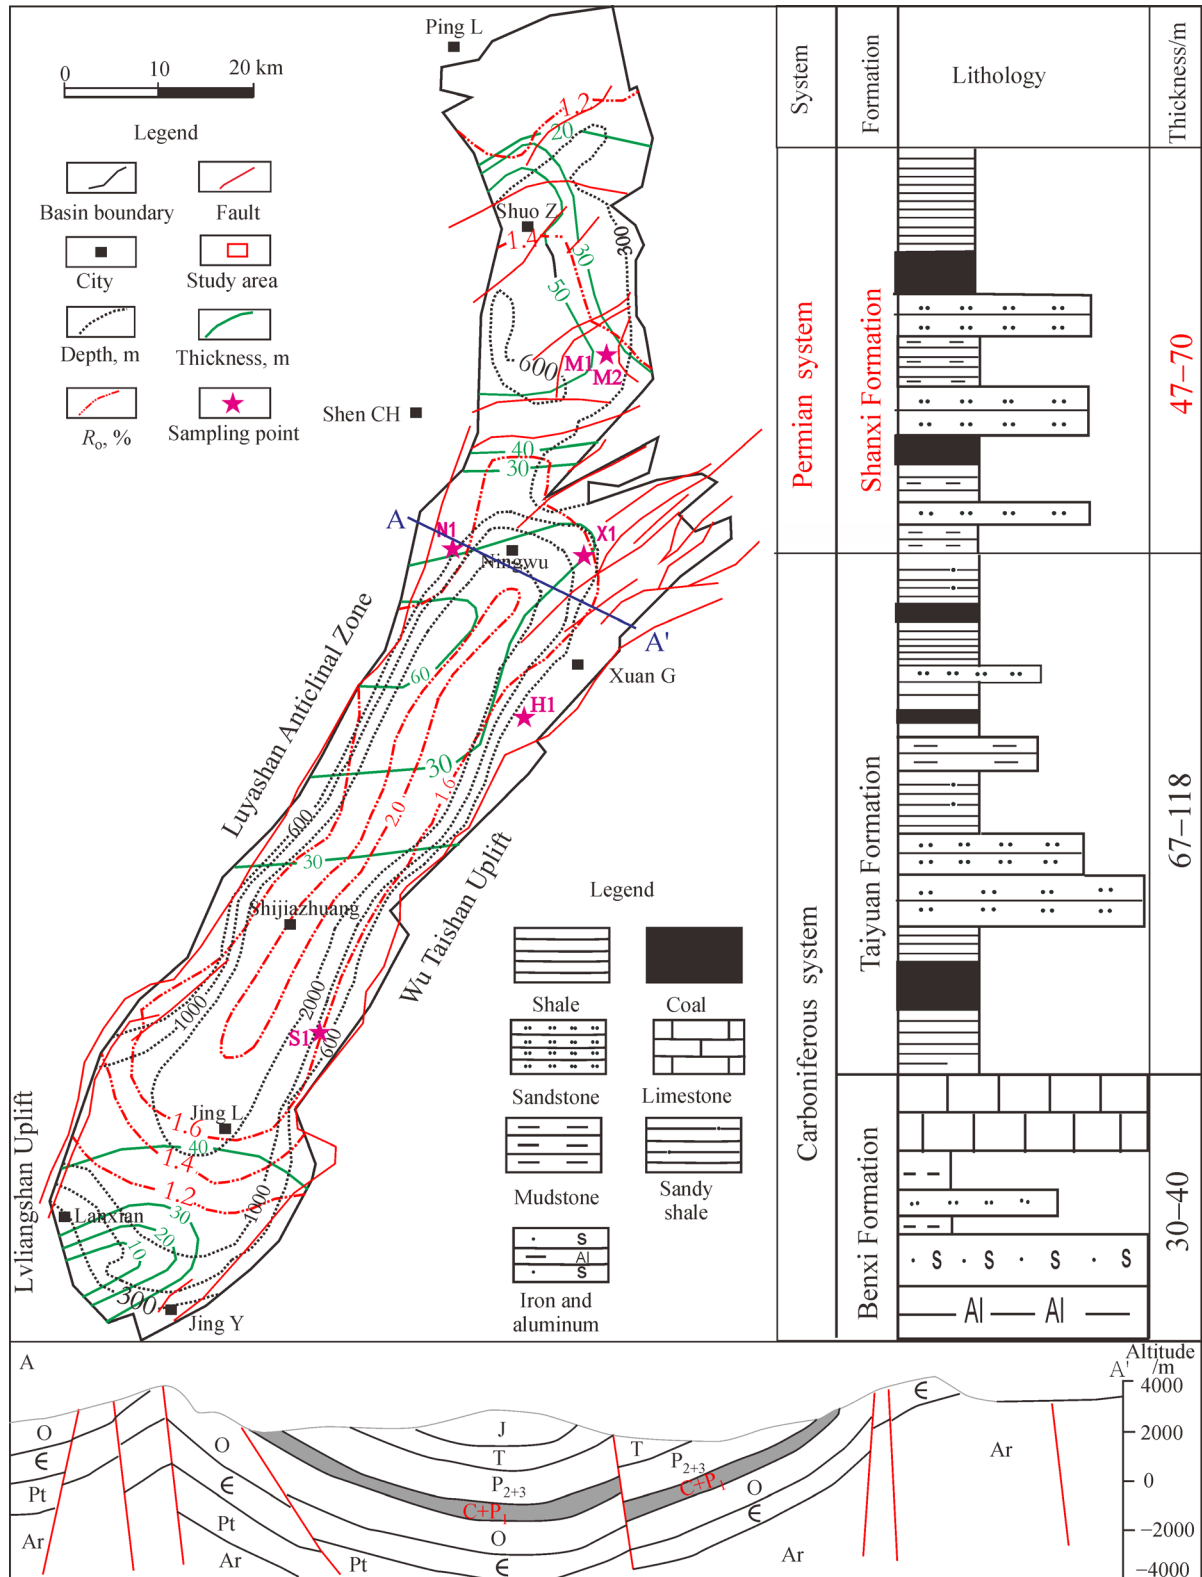 Ping L
0 10 20 km
Legend
Basin boundary
Fault
City
Study area
Depth, m
Thickness, m
Ro, %
Sampling point
1.2
20
Shuo Z
1.4
300
30
50
600
M1
M2
Shen CH
40
30
A
N1
X1
Ningwu
A'
Xuan G
60
H1
Luyashan Anticlinal Zone
30
1.6
2.0
600
30
Wu Taishan Uplift
Shijiazhuang
1000
2000
S1
600
Jing L
1.6
40
1.4
1.2
1000
Lvliangshan Uplift
Lanxian
30
20
10
300
Jing Y
Legend
Shale
Coal
Sandstone
Limestone
Mudstone
Sandy
shale
S
Al
S
Iron and
aluminum
System
Formation
Lithology
Thickness/m
Permian system
Shanxi Formation
47–70
Carboniferous system
Taiyuan Formation
67–118
Benxi Formation
30–40
S S S S
Al Al
A
A'
Altitude
/m
4000
2000
0
−2000
−4000
O
Є
Pt
Ar
O
Є
Pt
Ar
Pt
J
T
P2+3
C+P1
O
Є
T
P2+3
C+P1
O
Є
Ar
Є
Ar